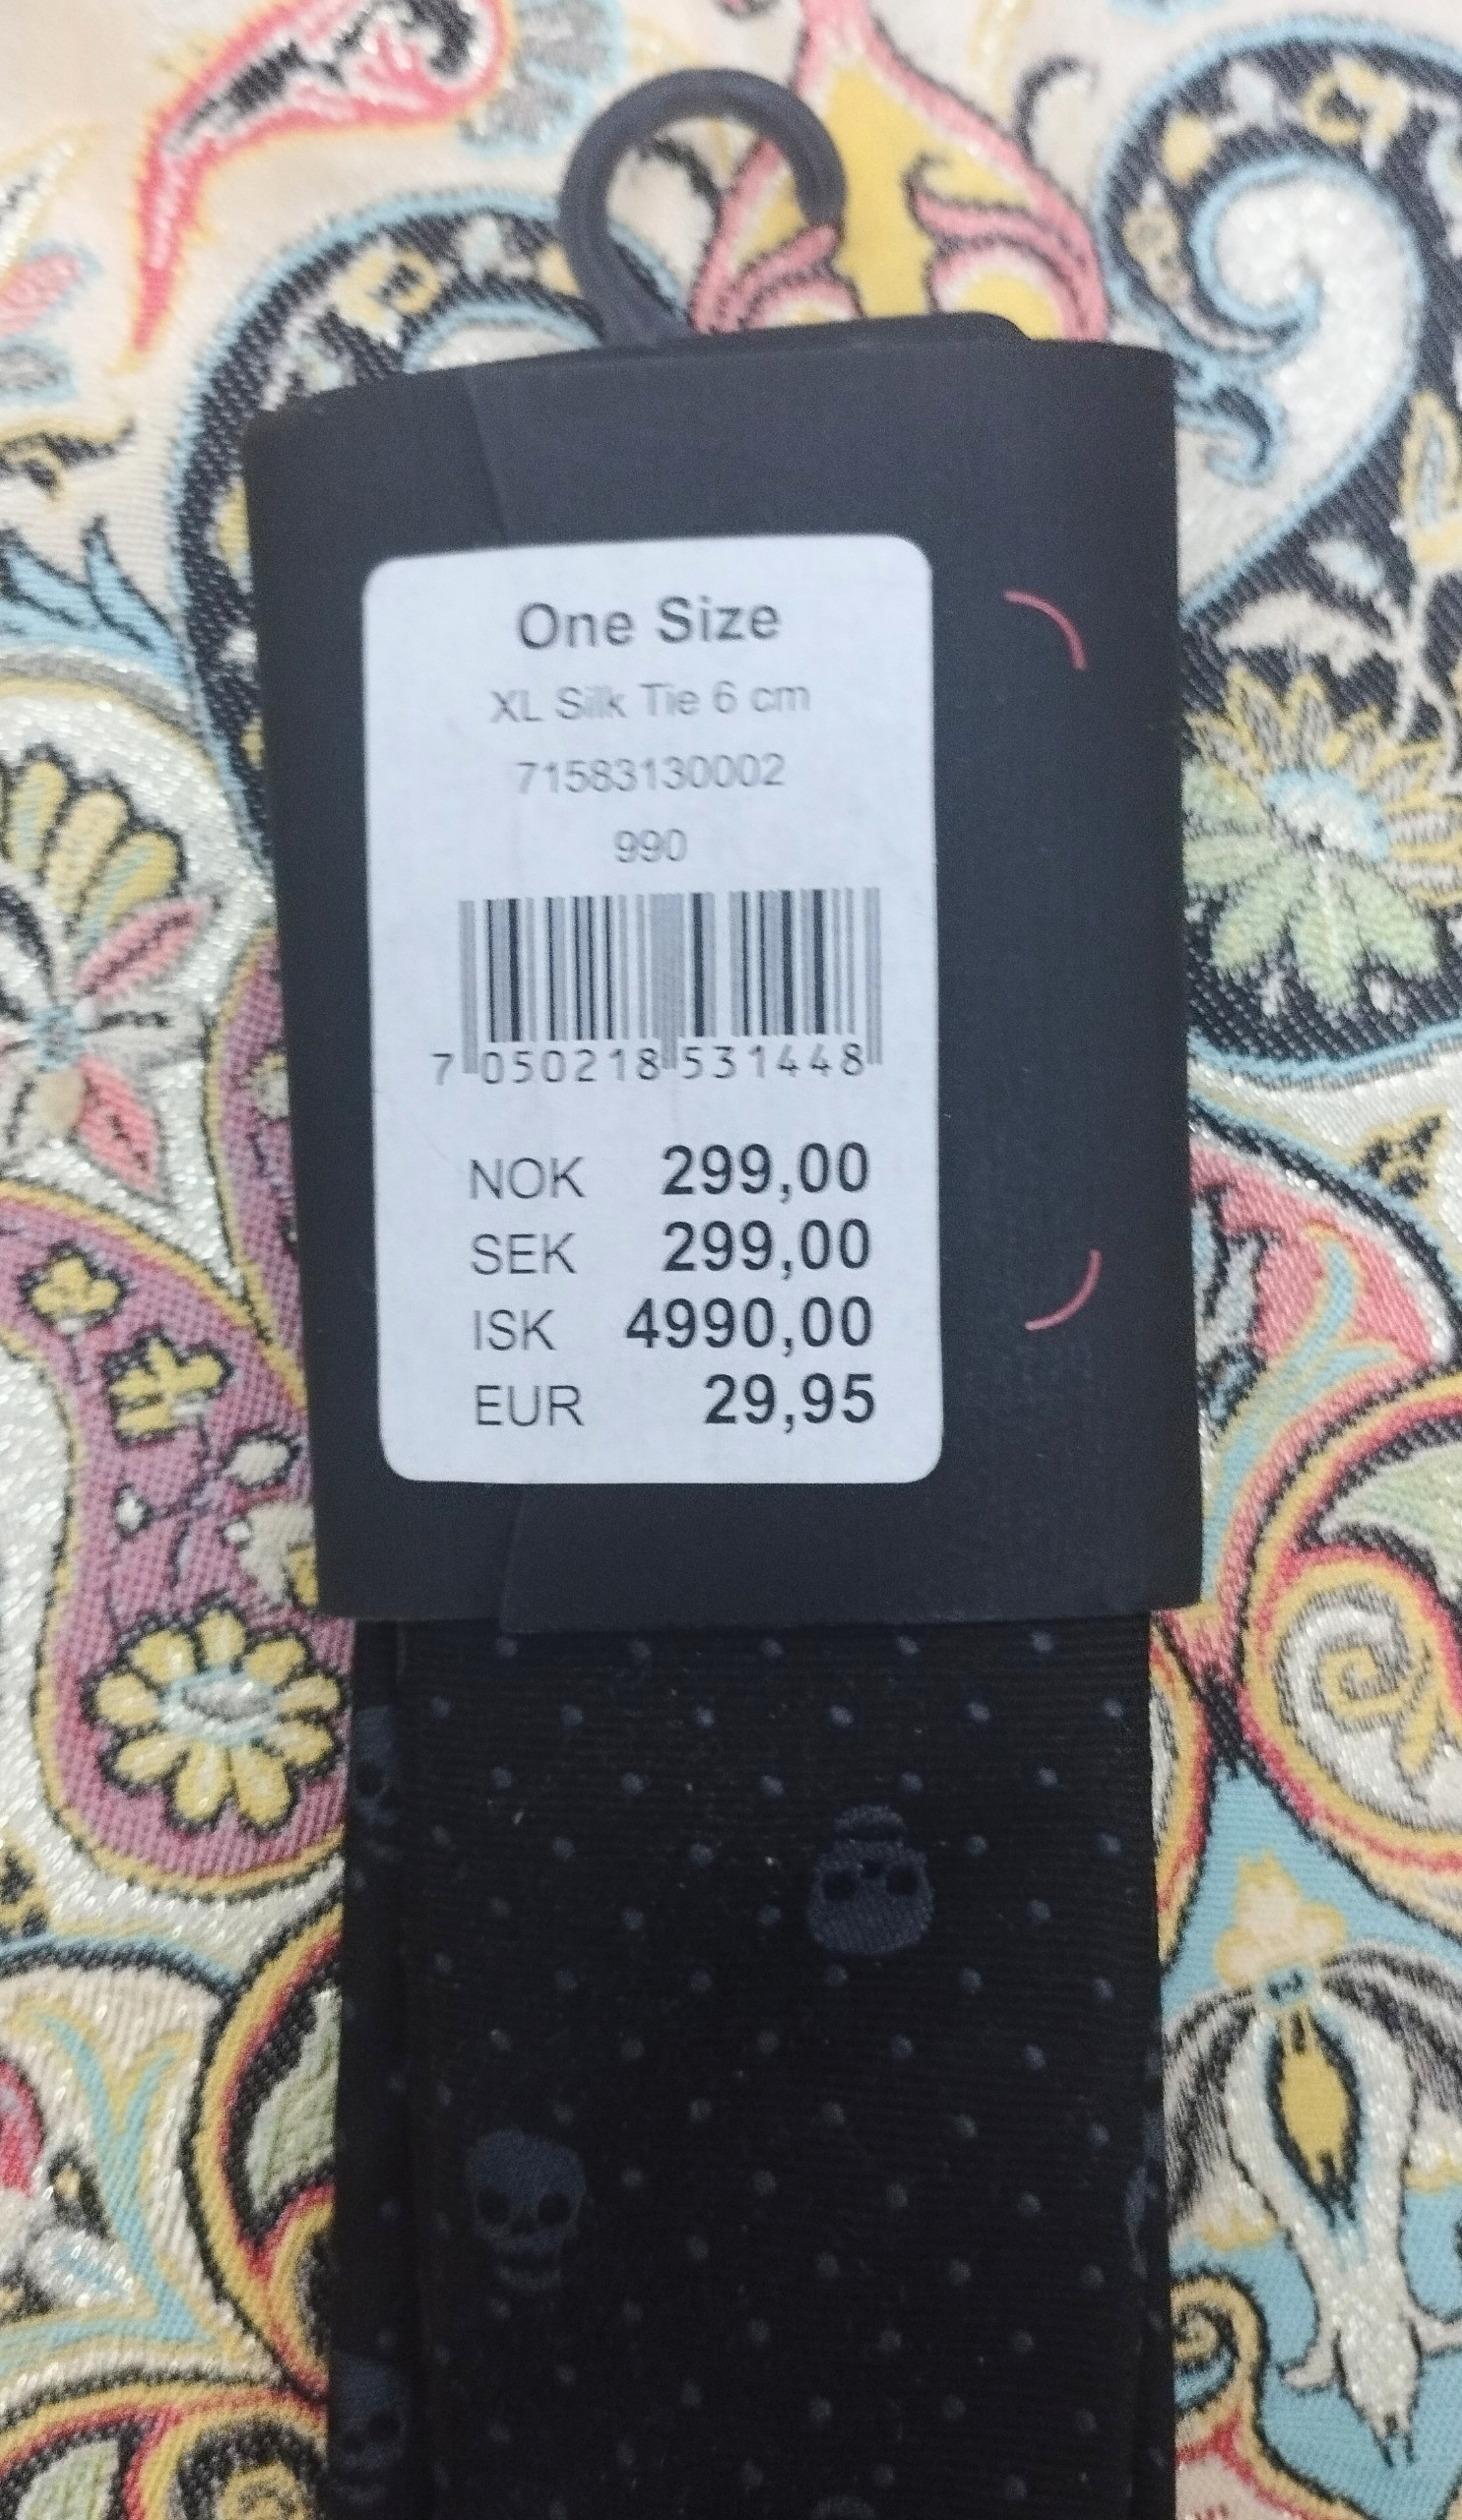 One Size
XL Silk Tie 6 cm
71583130002
990
7 050218 531448
NOK 299,00
SEK 299,00
ISK 4990,00
EUR 29,95